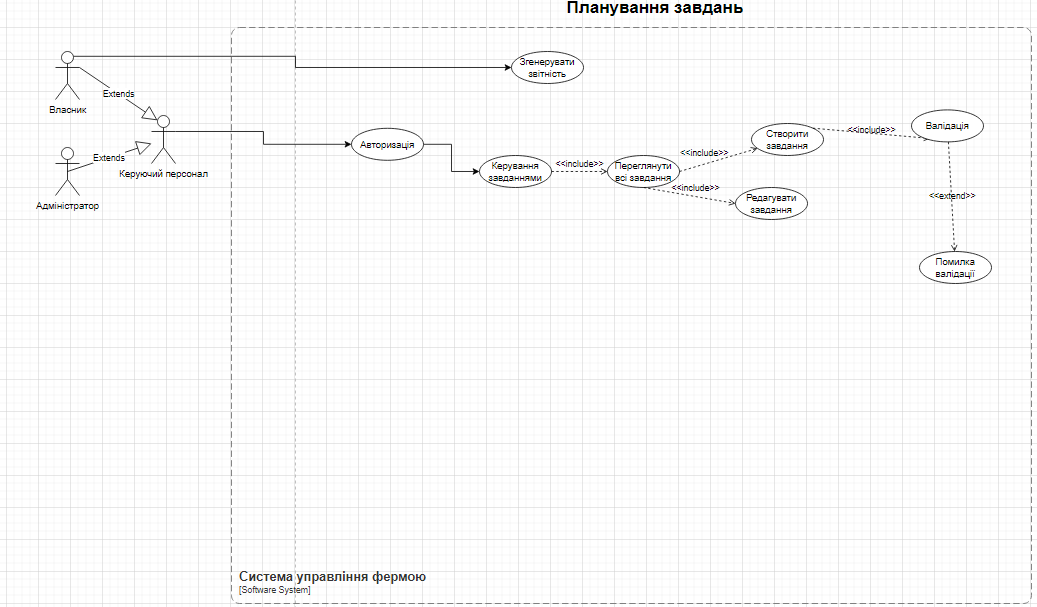 Планування завдань
Згенерувати
звітність
Extends
Власник
Extends
Керуючий персонал
Адміністратор
Авторизація
Керування
завданнями
<<include>>
Переглянути
всі завдання
<<include>>
<<include>>
Створити
завдання
Редагувати
завдання
<<include>>
Валідація
<<extend>>
Помилка
валідації
Система управління фермою
[Software System]